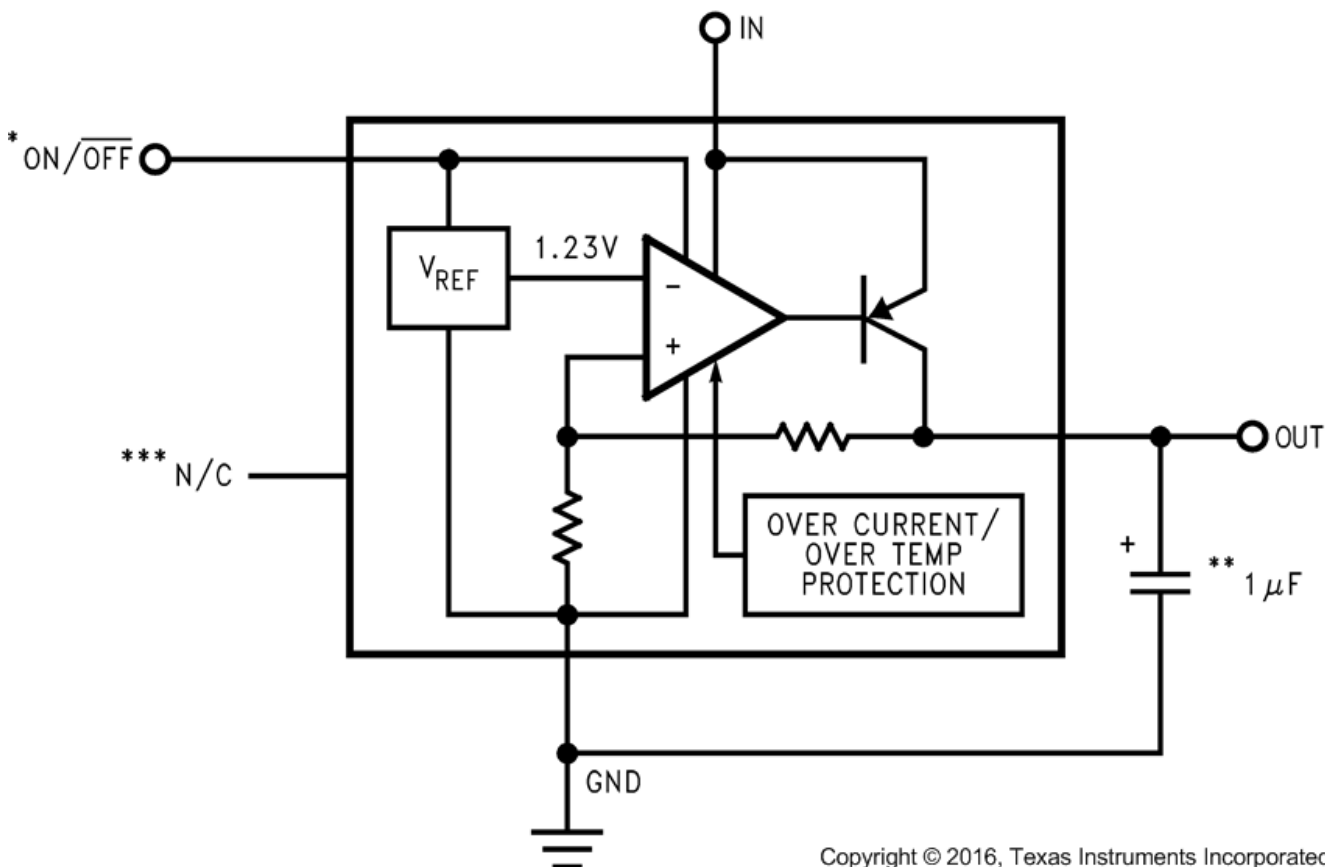 IN
* ON/OFF
VREF
1.23V
-
+
*** N/C
OUT
OVER CURRENT/
OVER TEMP
PROTECTION
+
** 1 μF
GND
Copyright © 2016, Texas Instruments Incorporated